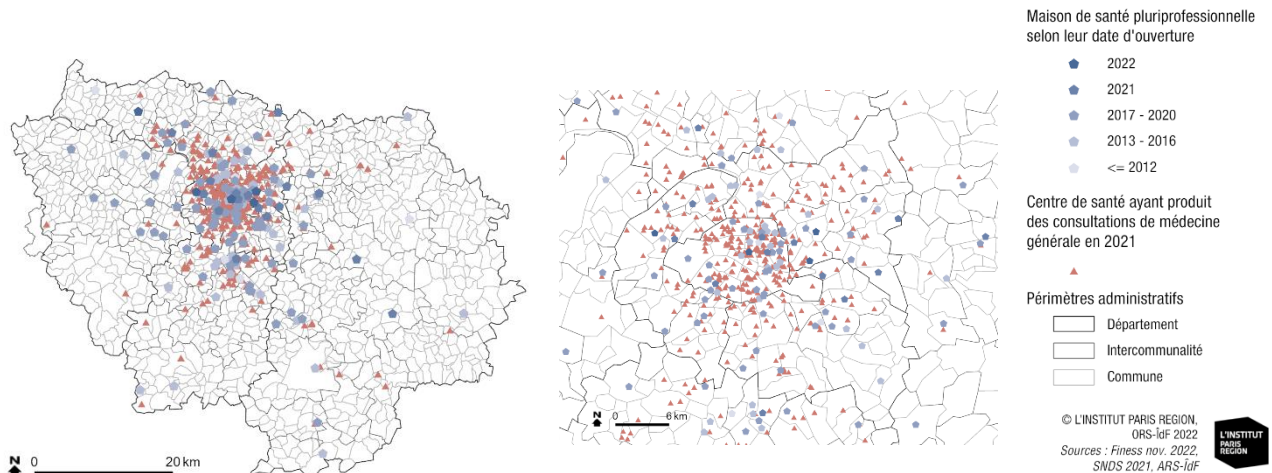 Maison de santé pluriprofessionnelle
selon leur date d'ouverture
2022
2021
2017 - 2020
2013 - 2016
<= 2012
Centre de santé ayant produit
des consultations de médecine
générale en 2021
Périmètres administratifs
Département
Intercommunalité
Commune
N
0
20 km
N
0
6 km
© L'INSTITUT PARIS REGION,
ORS-ÎdF 2022
Sources : Finess nov. 2022,
SNDS 2021, ARS-ÎdF
L'INSTITUT
PARIS
REGION